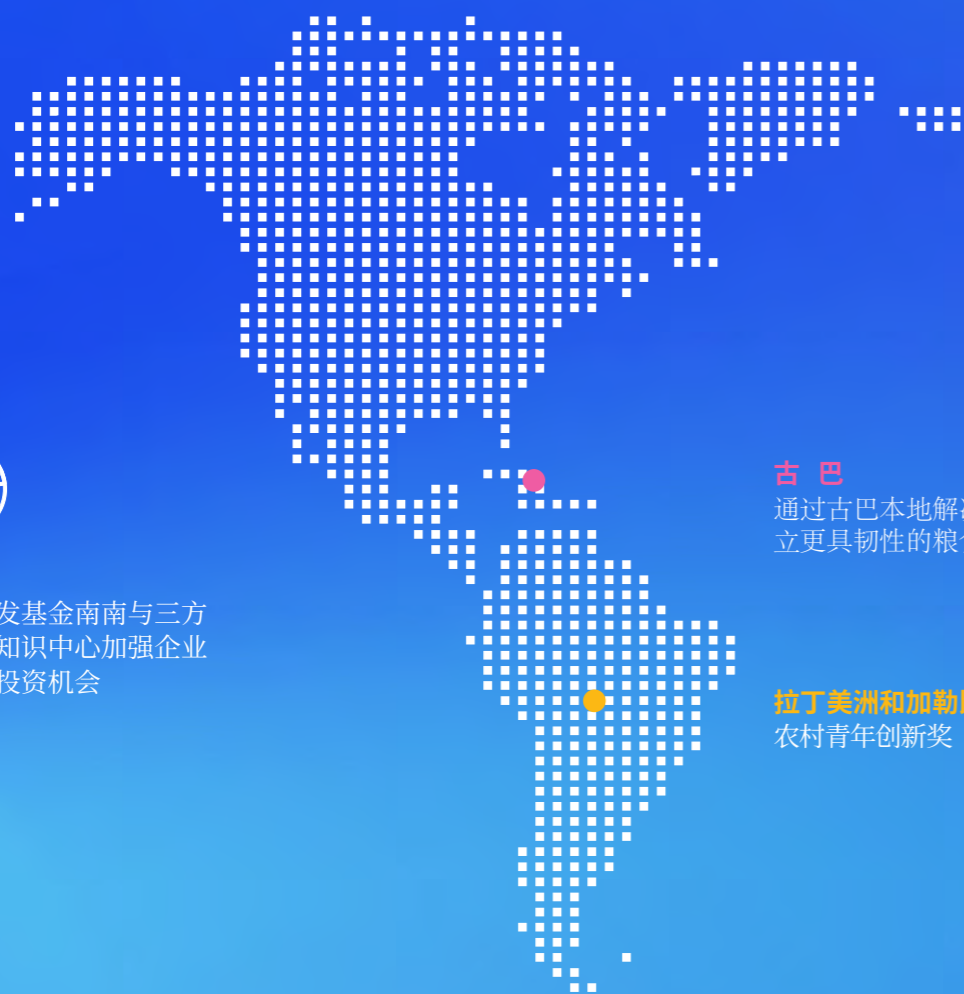 古 巴
通过古巴本地解
立更具韧性的粮
发基金南南与三方
知识中心加强企业
投资机会
拉丁美洲和加勒
农村青年创新奖